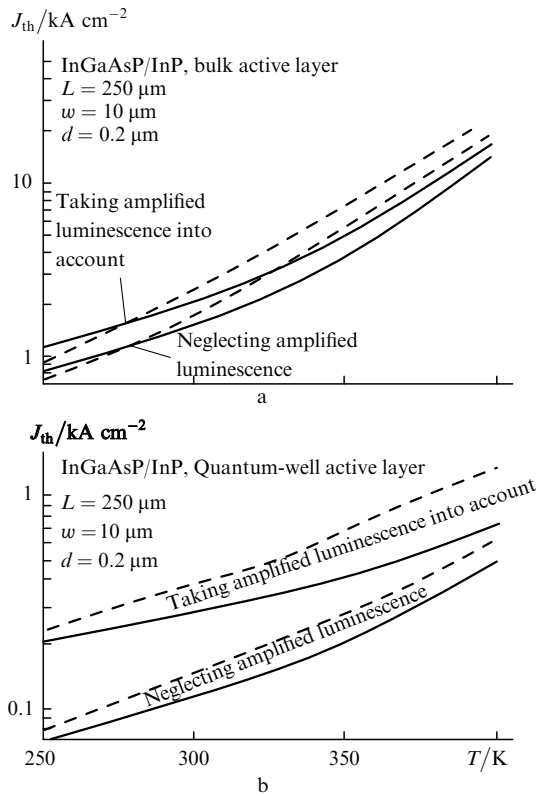 J_th/kA cm⁻²
InGaAsP/InP, bulk active layer
L = 250 µm
w = 10 µm
d = 0.2 µm
10
Taking amplified
luminescence into
account
Neglecting amplified
luminescence
1
a
J_th/kA cm⁻²
InGaAsP/InP, Quantum-well active layer
1
L = 250 µm
w = 10 µm
d = 0.2 µm
Taking amplified luminescence into account
Neglecting amplified luminescence
0.1
250 300 350 T/K
b